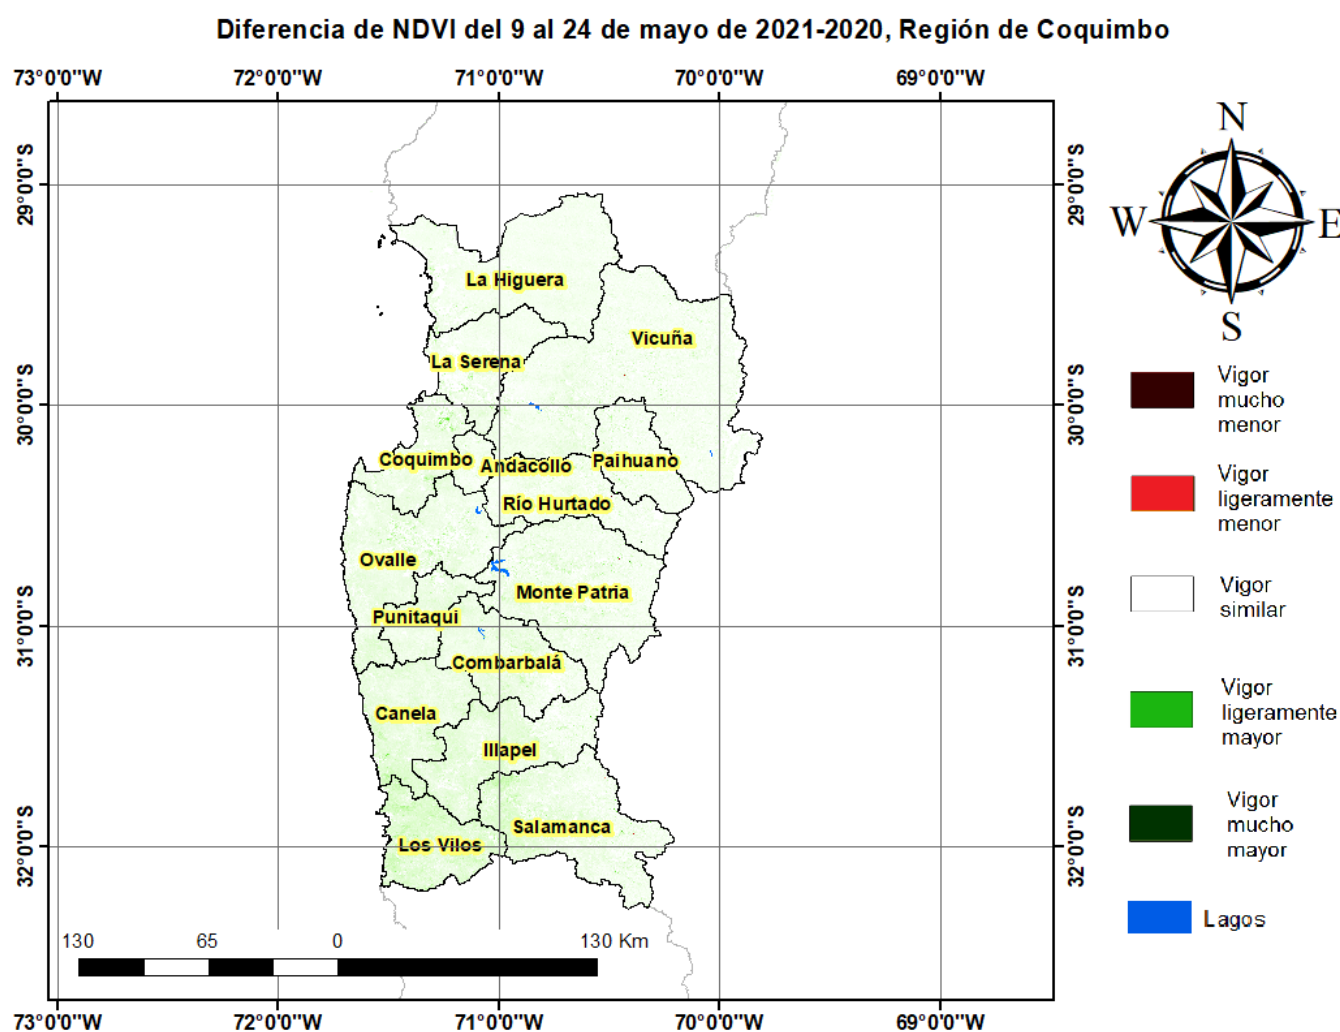 Diferencia de NDVI del 9 al 24 de mayo de 2021-2020, Región de Coquimbo
73°0'0"W 72°0'0"W 71°0'0"W 70°0'0"W 69°0'0"W
29°0'0"S
29°0'0"S
30°0'0"S
30°0'0"S
31°0'0"S
31°0'0"S
32°0'0"S
32°0'0"S
La Higuera
Vicuña
La Serena
Coquimbo
Andacollo
Paihuano
Río Hurtado
Ovalle
Monte Patria
Punitaqui
Combarbalá
Canela
Illapel
Salamanca
Los Vilos
130 65 0 130 Km
73°0'0"W 72°0'0"W 71°0'0"W 70°0'0"W 69°0'0"W
N
W E
S
Vigor
mucho
menor
Vigor
ligeramente
menor
Vigor
similar
Vigor
ligeramente
mayor
Vigor
mucho
mayor
Lagos